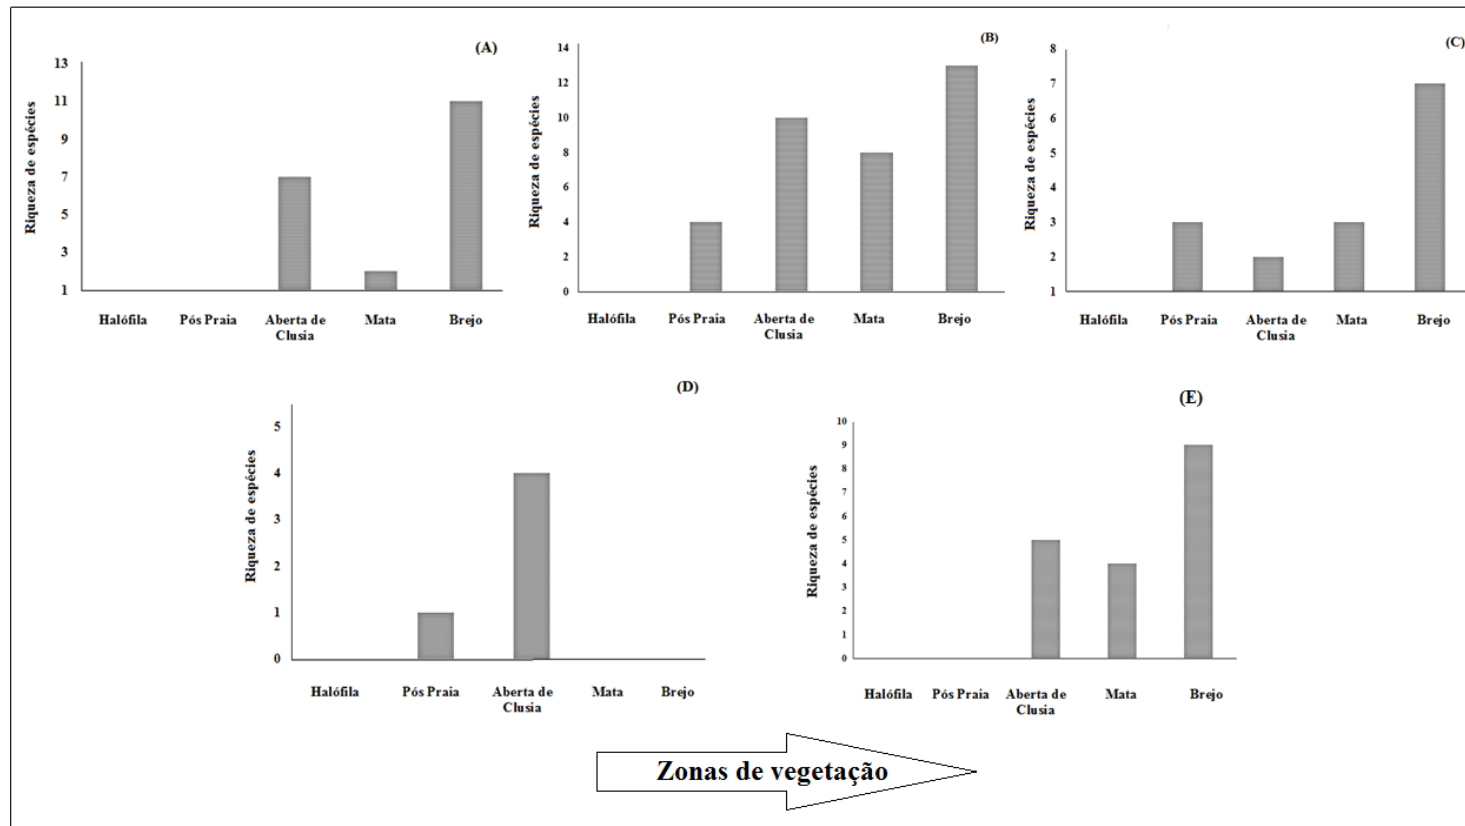 (A)
Riqueza de espécies
13
11
9
7
5
3
1
Halófila Pós Praia Aberta de Clusia Mata Brejo
(B)
Riqueza de espécies
14
12
10
8
6
4
2
0
Halófila Pós Praia Aberta de Clusia Mata Brejo
(C)
Riqueza de espécies
8
7
6
5
4
3
2
1
Halófila Pós Praia Aberta de Clusia Mata Brejo
(D)
Riqueza de espécies
5
4
3
2
1
0
Halófila Pós Praia Aberta de Clusia Mata Brejo
(E)
Riqueza de espécies
10
9
8
7
6
5
4
3
2
1
0
Halófila Pós Praia Aberta de Clusia Mata Brejo
Zonas de vegetação